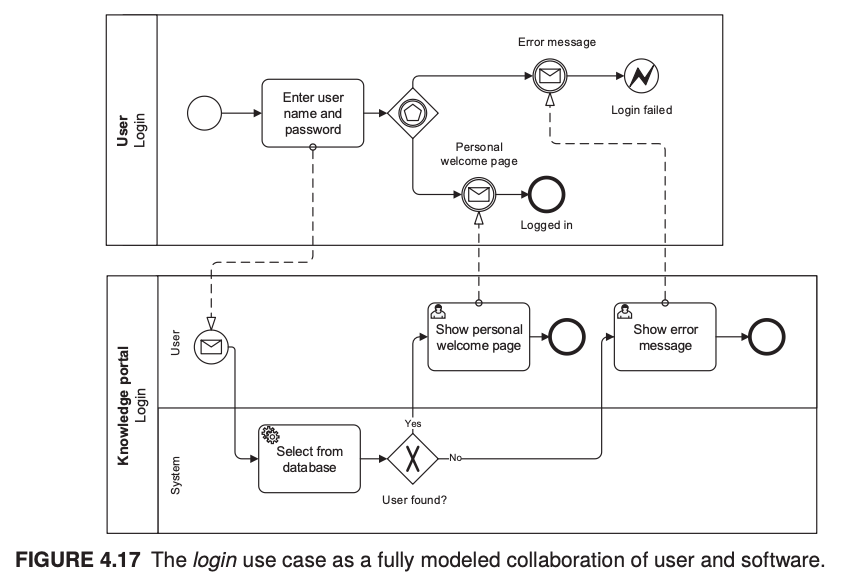 User
Login
Enter user
name and
password
Error message
Login failed
Personal
welcome page
Logged in
Knowledge portal
Login
User
Show personal
welcome page
Show error
message
System
Select from
database
Yes
No
User found?
FIGURE 4.17 The login use case as a fully modeled collaboration of user and software.